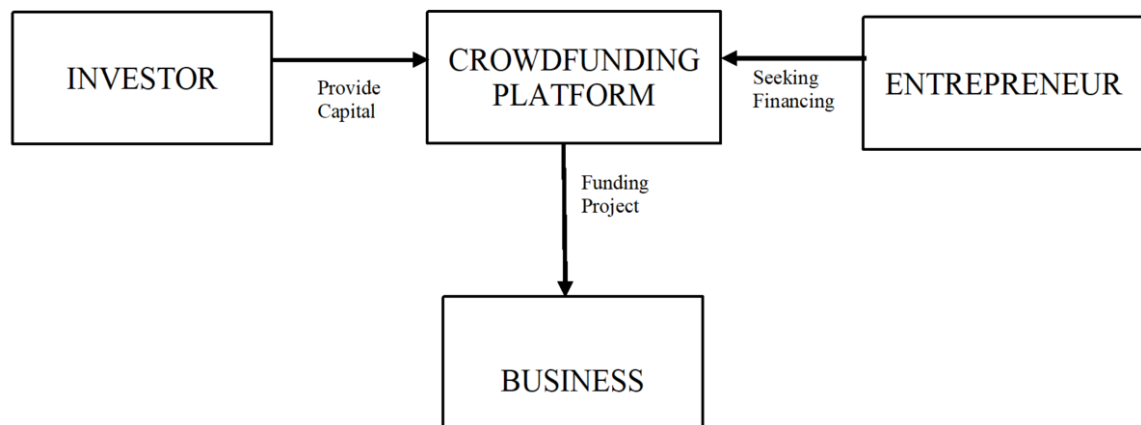 INVESTOR
Provide
Capital
CROWDFUNDING
PLATFORM
Seeking
Financing
ENTREPRENEUR
Funding
Project
BUSINESS